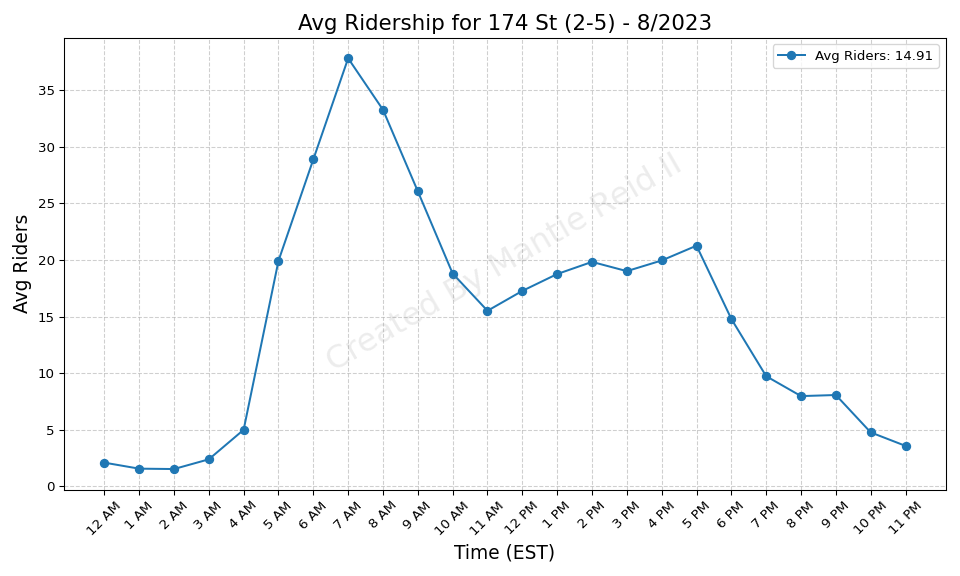 Avg Ridership for 174 St (2-5) - 8/2023
Avg Riders: 14.91
Avg Riders
35
30
25
20
15
10
5
0
Created By Mantie Reid II
12 AM
1 AM
2 AM
3 AM
4 AM
5 AM
6 AM
7 AM
8 AM
9 AM
10 AM
11 AM
12 PM
1 PM
2 PM
3 PM
4 PM
5 PM
6 PM
7 PM
8 PM
9 PM
10 PM
11 PM
Time (EST)